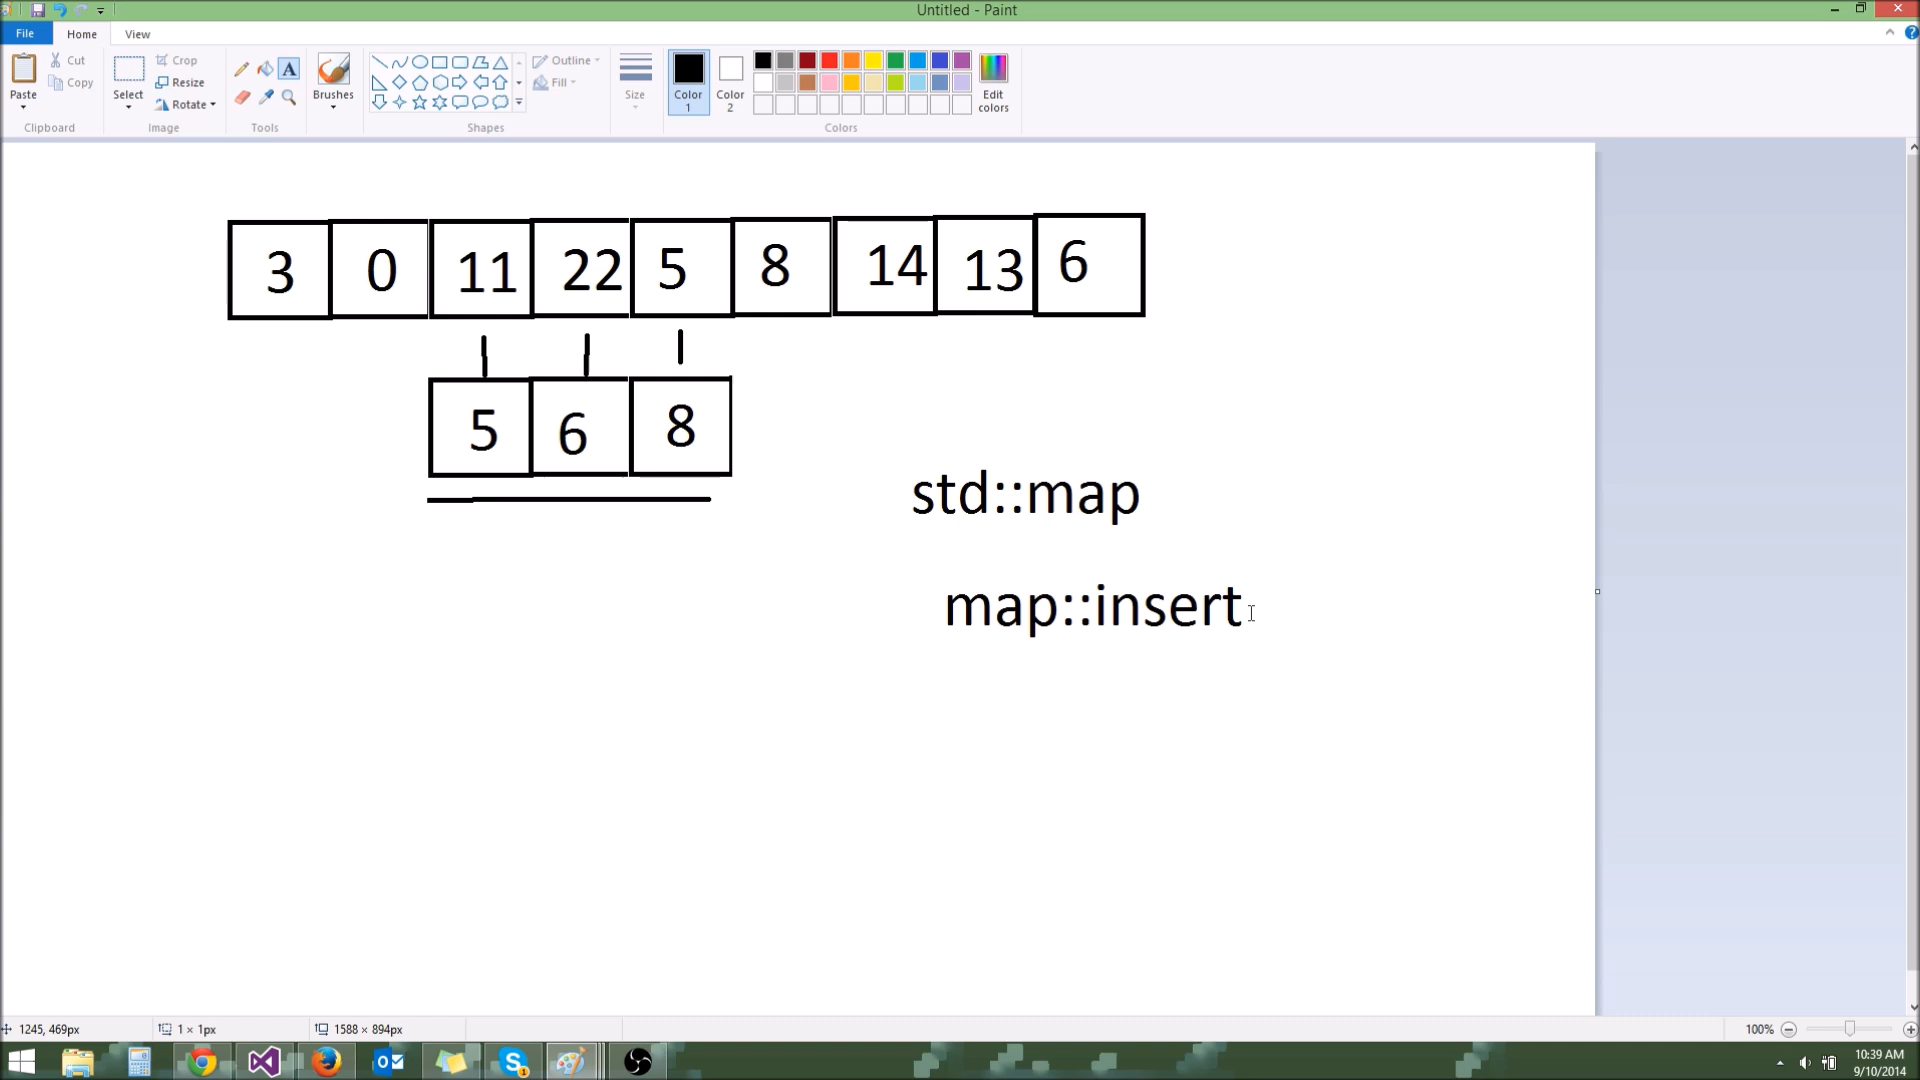 Untitled - Paint
File Home View
Paste
Cut
Copy
Clipboard
Select
Crop
Resize
Rotate
Image
Tools
Brushes
Shapes
Outline
Fill
Size
Color 1
Color 2
Edit colors
Colors
3 0 11 22 5 8 14 13 6
5 6 8
std::map
map::insert
1245, 469px
1 × 1px
1588 × 894px
100%
10:39 AM
9/10/2014